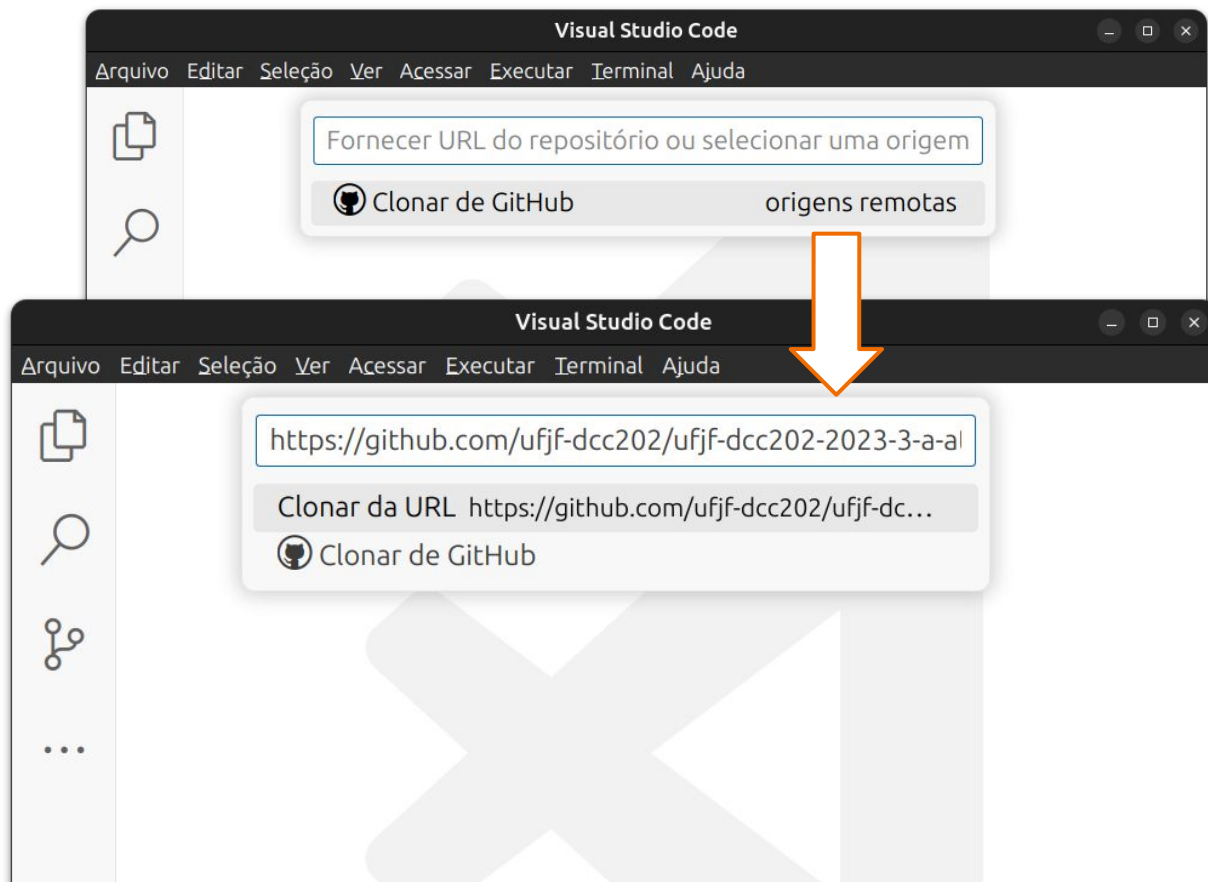 Visual Studio Code
Arquivo Editar Seleção Ver Acessar Executar Terminal Ajuda
Fornecer URL do repositório ou selecionar uma origem
Clonar de GitHub origens remotas
Visual Studio Code
Arquivo Editar Seleção Ver Acessar Executar Terminal Ajuda
https://github.com/ufjf-dcc202/ufjf-dcc202-2023-3-a-a
Clonar da URL https://github.com/ufjf-dcc202/ufjf-dc...
Clonar de GitHub